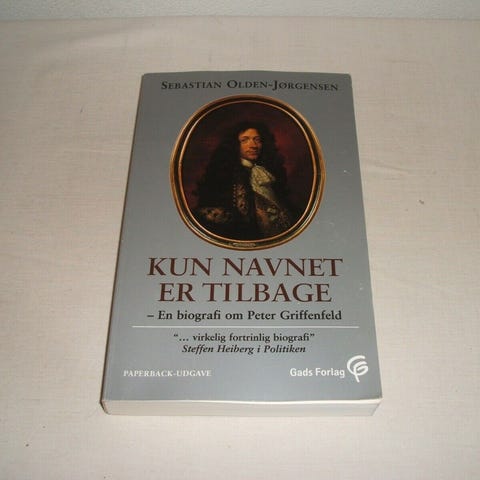 SEBASTIAN OLDEN-JØRGENSEN
KUN NAVNET
ER TILBAGE
– En biografi om Peter Griffenfeld
“... virkelig fortrinlig biografi”
Steffen Heiberg i Politiken
PAPERBACK-UDGAVE
Gads Forlag